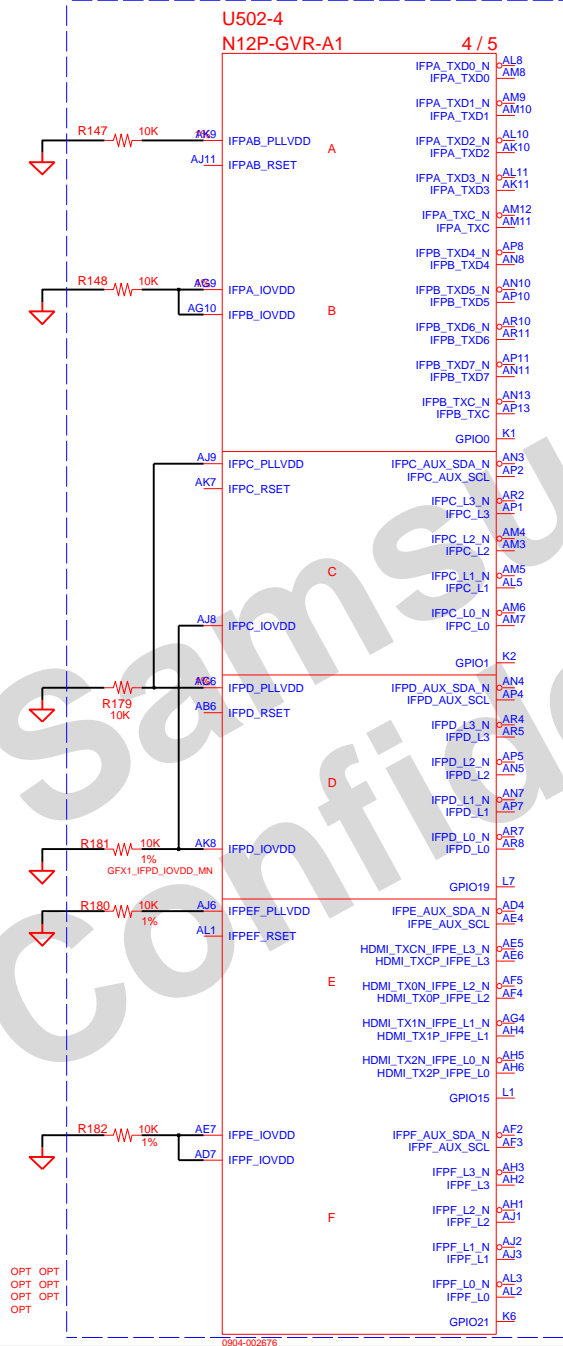 U502-4
N12P-GVR-A1 4 / 5
IFPA_TXD0_N AL8
IFPA_TXD0 AM8
IFPA_TXD1_N AM9
IFPA_TXD1 AM10
R147 10K 1% AK9 IFPAB_PLLVDD
A
IFPA_TXD2_N AL10
IFPA_TXD2 AK10
AJ11 IFPAB_RSET
IFPA_TXD3_N AL11
IFPA_TXD3 AK11
IFPA_TXC_N AM12
IFPA_TXC AM11
IFPB_TXD4_N AP8
IFPB_TXD4 AN8
R148 10K 1% AG9 IFPA_IOVDD
IFPB_TXD5_N AN10
IFPB_TXD5 AP10
AG10 IFPB_IOVDD
B
IFPB_TXD6_N AR10
IFPB_TXD6 AR11
IFPB_TXD7_N AP11
IFPB_TXD7 AN11
IFPB_TXC_N AN13
IFPB_TXC AP13
GPIO0 K1
AJ9 IFPC_PLLVDD
IFPC_AUX_SDA_N AN3
IFPC_AUX_SCL AP2
AK7 IFPC_RSET
IFPC_L3_N AR2
IFPC_L3 AP1
IFPC_L2_N AM4
IFPC_L2 AM3
C
IFPC_L1_N AM5
IFPC_L1 AL5
IFPC_L0_N AM6
IFPC_L0 AM7
AJ8 IFPC_IOVDD
GPIO1 K2
R179
10K
1% AC6 IFPD_PLLVDD
IFPD_AUX_SDA_N AN4
IFPD_AUX_SCL AP4
AB6 IFPD_RSET
IFPD_L3_N AR4
IFPD_L3 AR5
IFPD_L2_N AP5
IFPD_L2 AN5
D
IFPD_L1_N AN7
IFPD_L1 AP7
IFPD_L0_N AR7
IFPD_L0 AR8
R181 10K AK8 IFPD_IOVDD
1%
GFX1_IFPD_IOVDD_MN
GPIO19 L7
R180 10K AJ6 IFPEF_PLLVDD
1%
IFPE_AUX_SDA_N AD4
IFPE_AUX_SCL AE4
AL1 IFPEF_RSET
HDMI_TXCN_IFPE_L3_N AE5
HDMI_TXCP_IFPE_L3 AE6
E
HDMI_TX0N_IFPE_L2_N AF5
HDMI_TX0P_IFPE_L2 AF4
HDMI_TX1N_IFPE_L1_N AG4
HDMI_TX1P_IFPE_L1 AH4
HDMI_TX2N_IFPE_L0_N AH5
HDMI_TX2P_IFPE_L0 AH6
GPIO15 L1
R182 10K AE7 IFPE_IOVDD
1%
IFPF_AUX_SDA_N AF2
IFPF_AUX_SCL AF3
AD7 IFPF_IOVDD
IFPF_L3_N AH3
IFPF_L3 AH2
F
IFPF_L2_N AH1
IFPF_L2 AJ1
IFPF_L1_N AJ2
IFPF_L1 AJ3
IFPF_L0_N AL3
IFPF_L0 AL2
GPIO21 K6
OPT OPT
OPT OPT
OPT OPT
OPT
0904-002676
Samsu
Confide